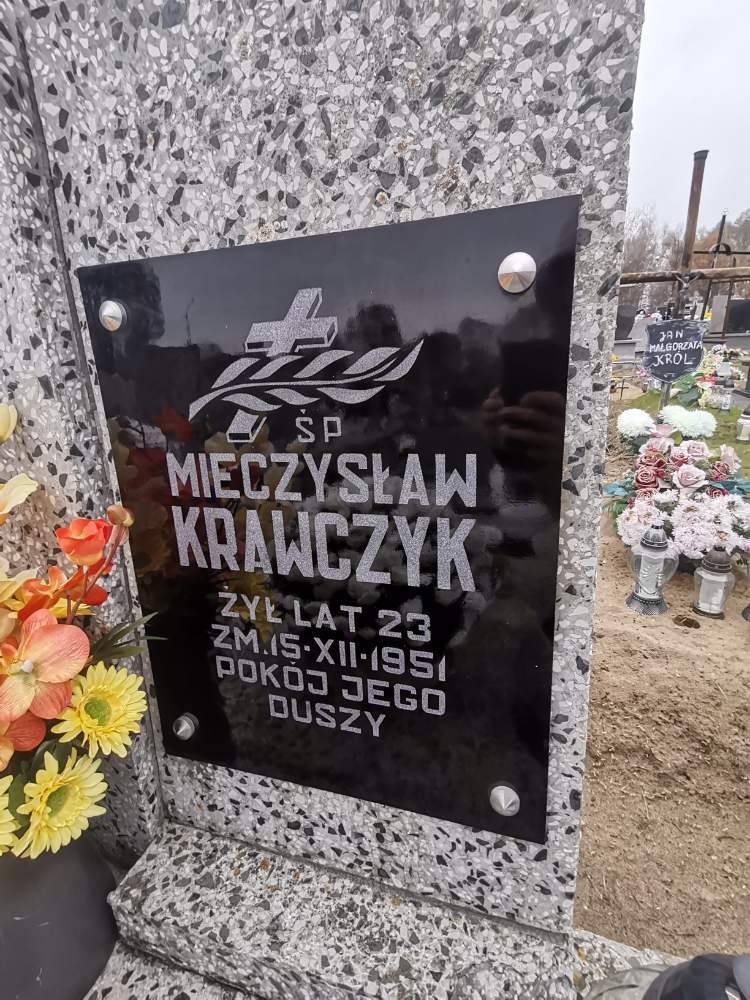 ŚP
MIECZYSŁAW
KRAWCZYK
ŻYŁ LAT 23
ZM.15-XII-1951
POKÓJ JEGO
DUSZY
JAN
MAŁGORZATA
KRÓL